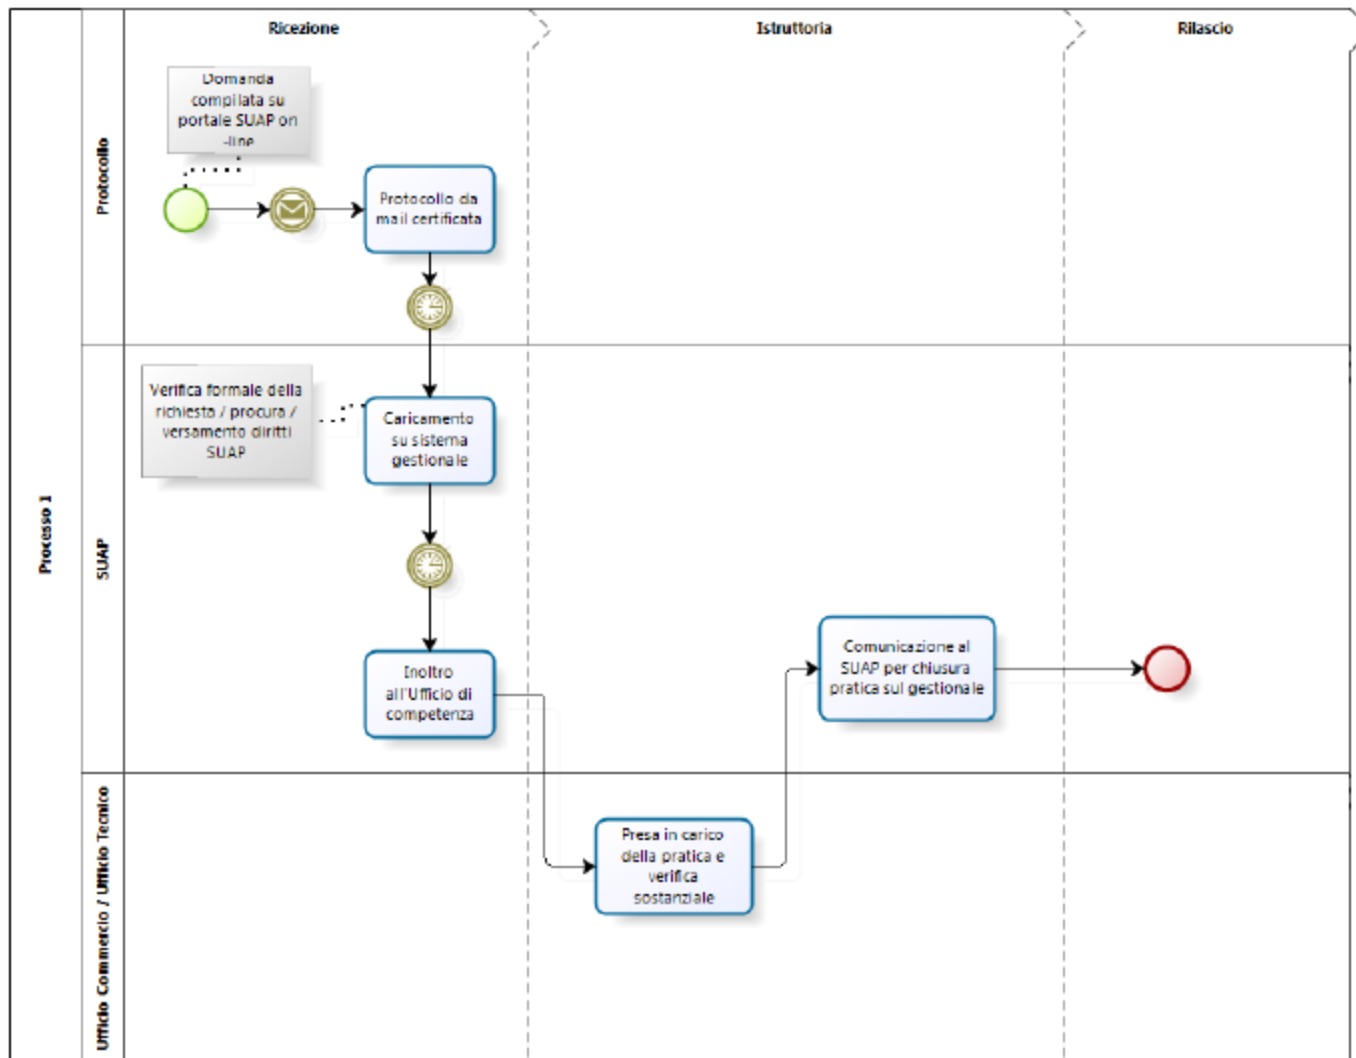 Ricezione
Istruttoria
Rilascio
Processo 1
Protocollo
Domanda
compilata su
portale SUAP on
-line
Protocollo da
mail certificata
SUAP
Verifica formale della
richiesta / procura /
versamento diritti
SUAP
Caricamento
su sistema
gestionale
Inoltro
all'Ufficio di
competenza
Comunicazione al
SUAP per chiusura
pratica sul gestionale
Ufficio Commercio / Ufficio Tecnico
Presa in carico
della pratica e
verifica
sostanziale